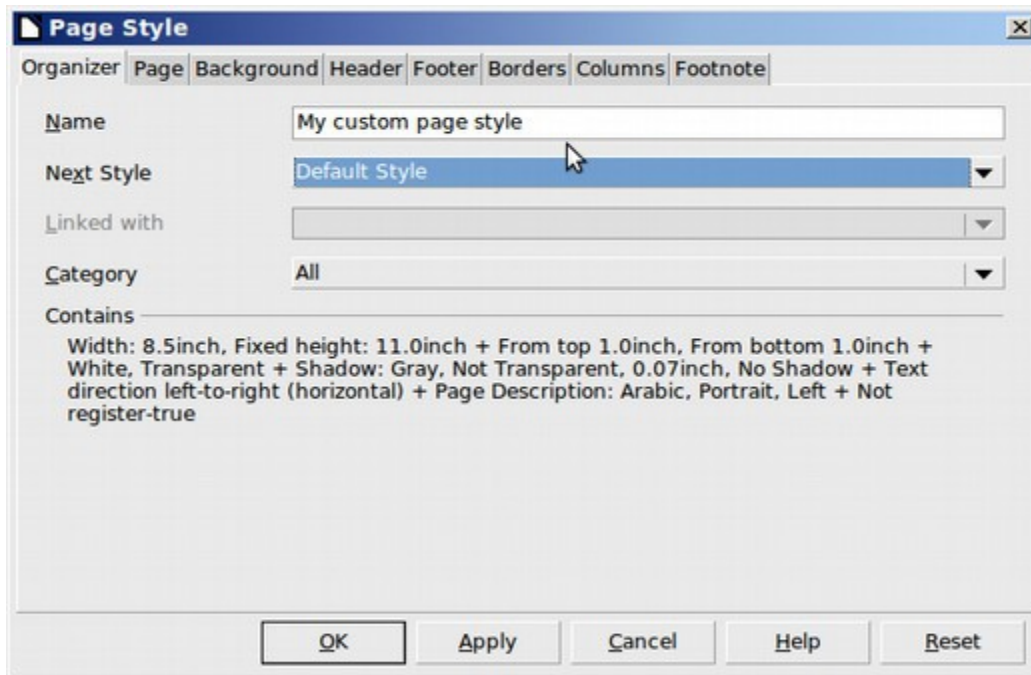 Page Style
Organizer Page Background Header Footer Borders Columns Footnote
Name My custom page style
Next Style Default Style
Linked with
Category All
Contains
Width: 8.5inch, Fixed height: 11.0inch + From top 1.0inch, From bottom 1.0inch +
White, Transparent + Shadow: Gray, Not Transparent, 0.07inch, No Shadow + Text
direction left-to-right (horizontal) + Page Description: Arabic, Portrait, Left + Not
register-true
OK Apply Cancel Help Reset